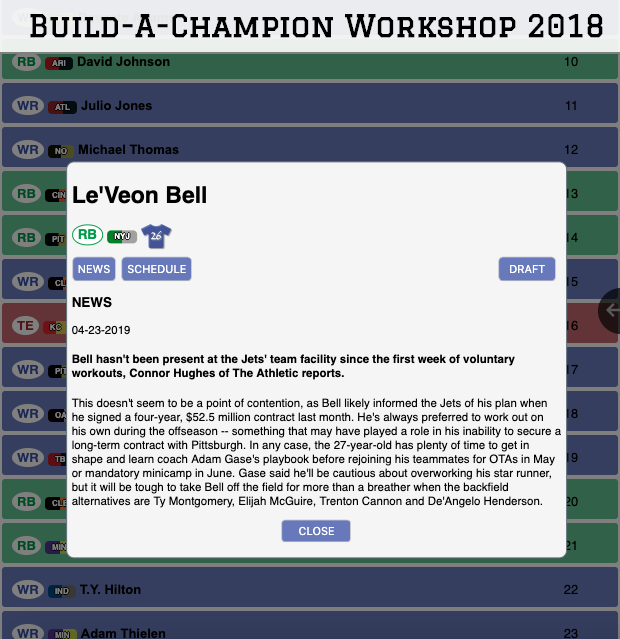 BUILD-A-CHAMPION WORKSHOP 2018
RB ARI David Johnson 10
WR ATL Julio Jones 11
WR NO Michael Thomas 12
RB CIN 13
RB PIT 14
WR CL 15
TE KC 16
WR PIT 17
WR OA 18
WR TB 19
RB CLE 20
RB MIN 21
WR IND T.Y. Hilton 22
WR MIN Adam Thielen 23
Le'Veon Bell
RB NYJ 26
NEWS SCHEDULE DRAFT
NEWS
04-23-2019
Bell hasn't been present at the Jets' team facility since the first week of voluntary
workouts, Connor Hughes of The Athletic reports.
This doesn't seem to be a point of contention, as Bell likely informed the Jets of his plan when
he signed a four-year, $52.5 million contract last month. He's always preferred to work out on
his own during the offseason -- something that may have played a role in his inability to secure a
long-term contract with Pittsburgh. In any case, the 27-year-old has plenty of time to get in
shape and learn coach Adam Gase's playbook before rejoining his teammates for OTAs in May
or mandatory minicamp in June. Gase said he'll be cautious about overworking his star runner,
but it will be tough to take Bell off the field for more than a breather when the backfield
alternatives are Ty Montgomery, Elijah McGuire, Trenton Cannon and De'Angelo Henderson.
CLOSE